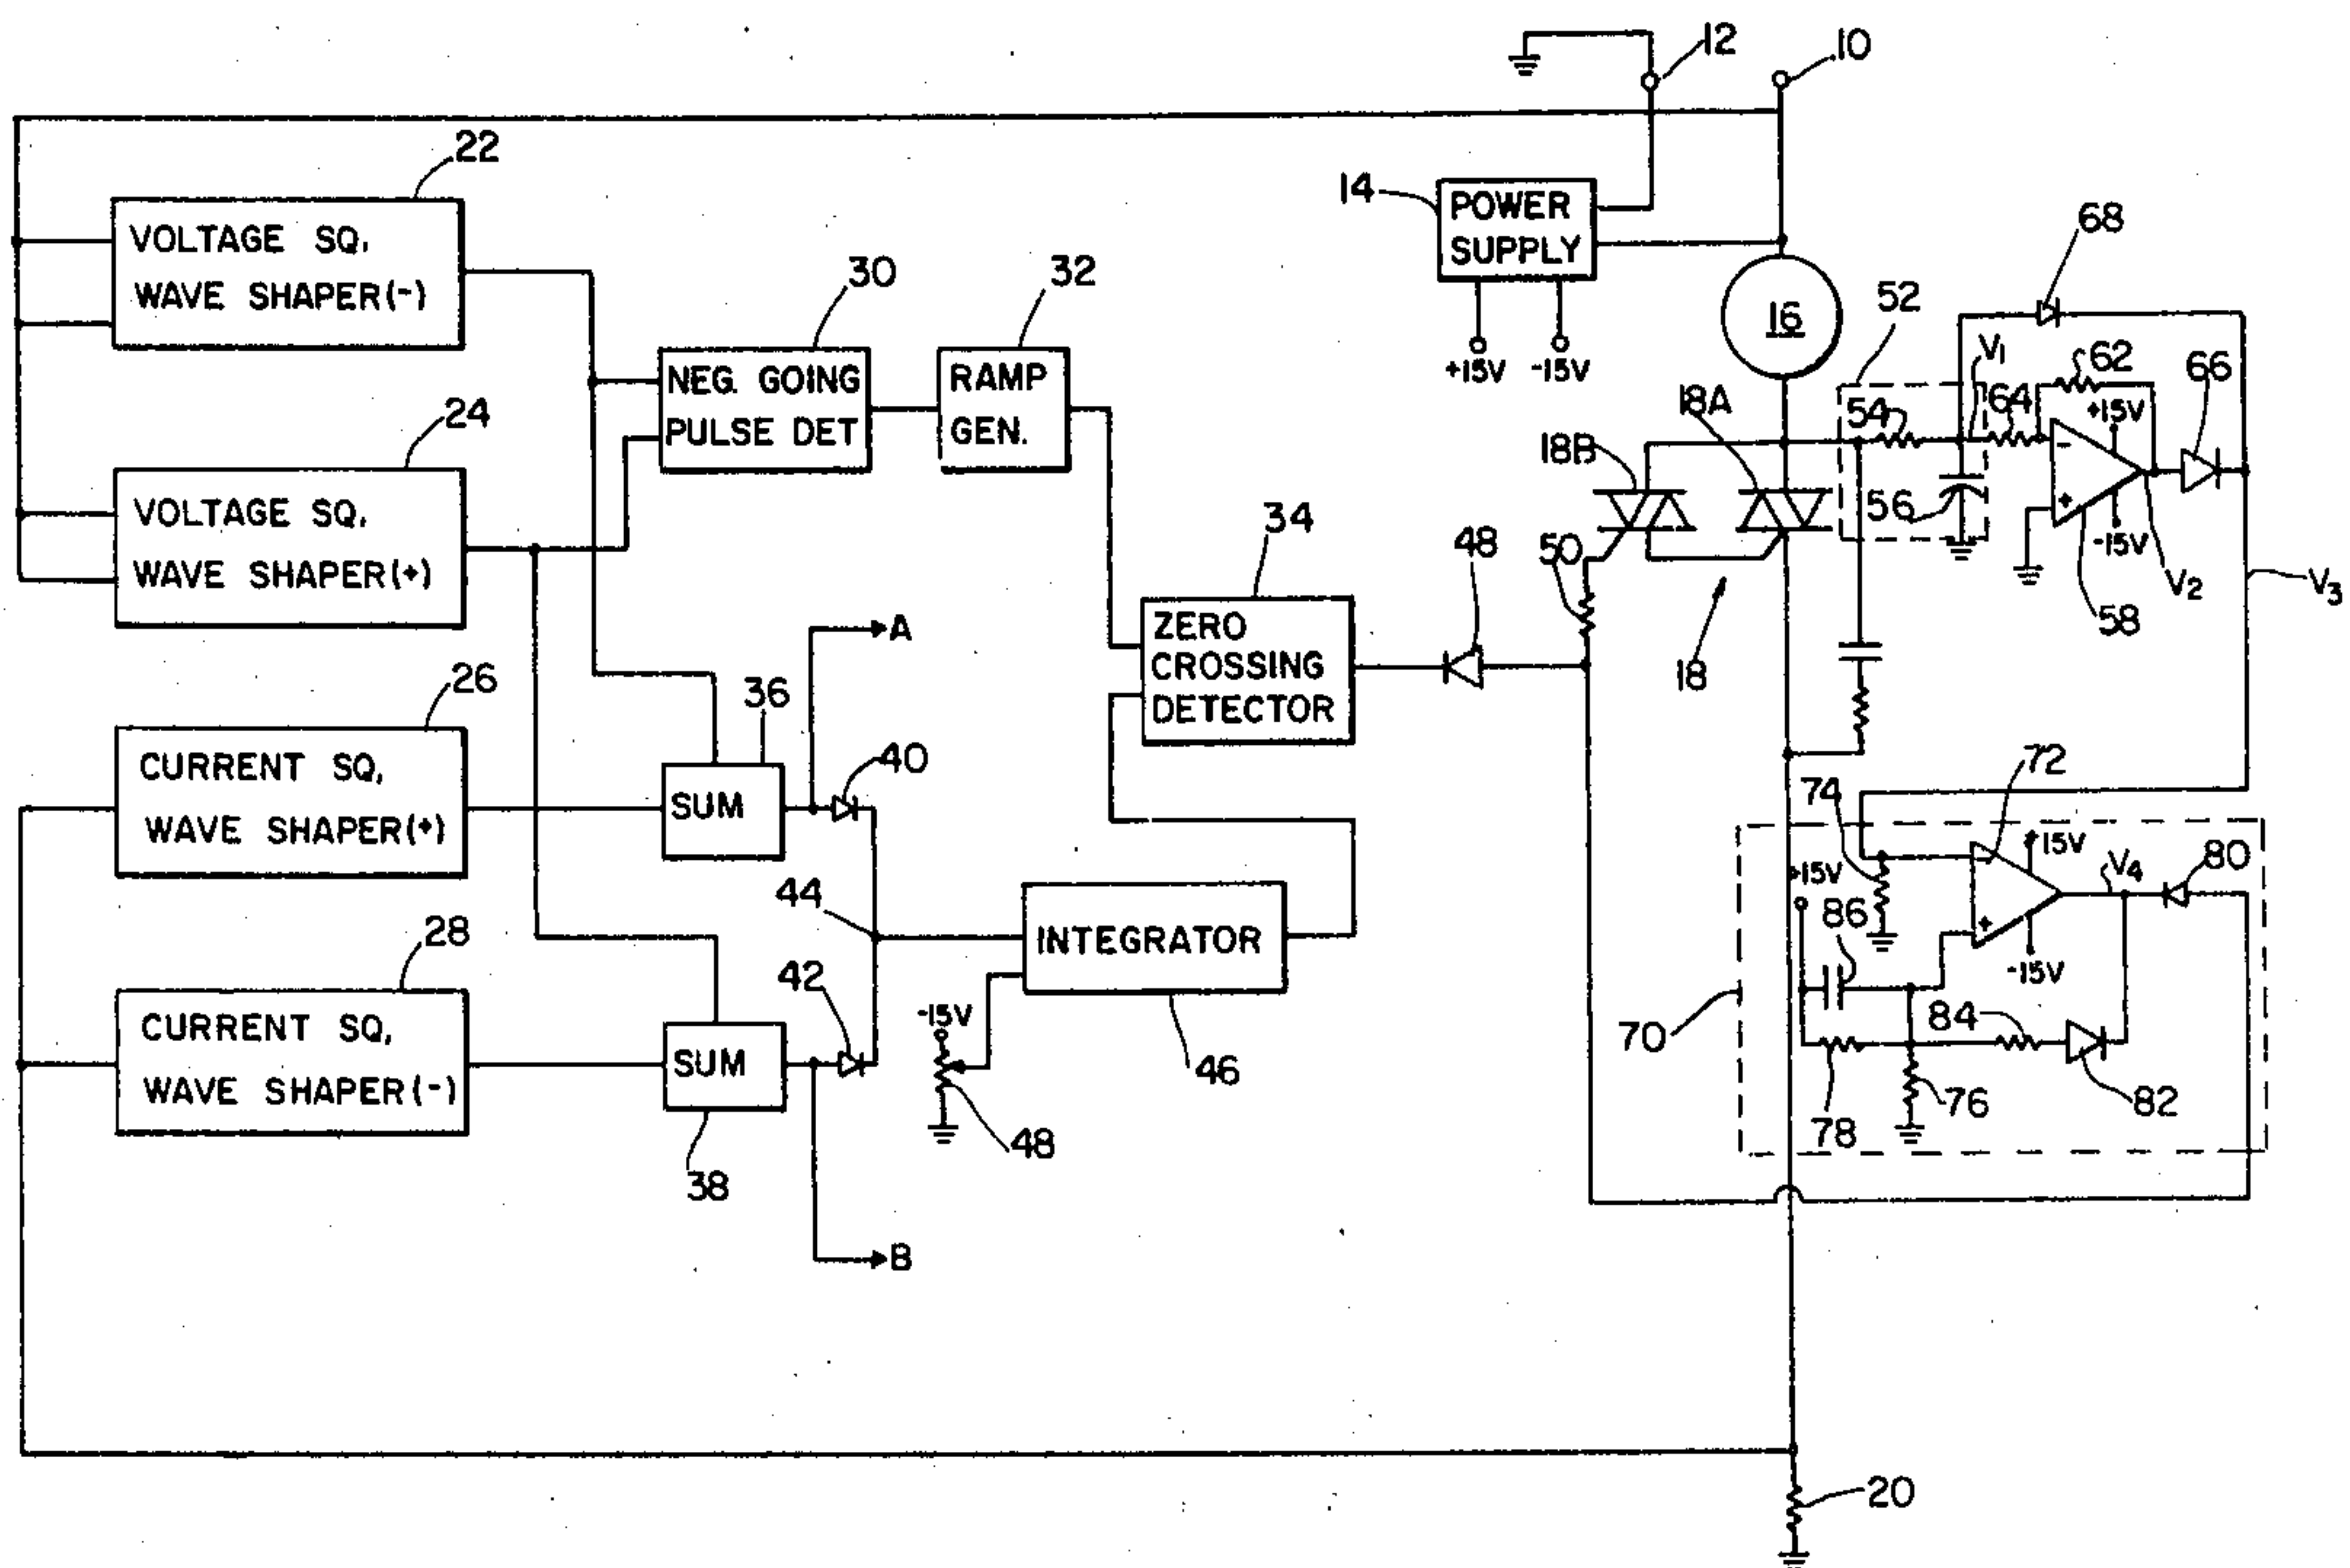 12
10
22
VOLTAGE SQ.
WAVE SHAPER(-)
14
POWER
SUPPLY
+15V
-15V
16
68
52
V1
62
66
30
32
NEG. GOING
PULSE DET
RAMP
GEN.
18A
18B
54
64
+15V
-
+
-15V
56
58
V2
V3
24
VOLTAGE SQ.
WAVE SHAPER(+)
34
48
50
ZERO
CROSSING
DETECTOR
18
A
26
CURRENT SQ.
WAVE SHAPER(+)
36
SUM
40
72
74
+15V
+15V
-
+
-15V
V4
80
86
44
INTEGRATOR
46
28
CURRENT SQ.
WAVE SHAPER(-)
42
SUM
38
-15V
48
70
84
78
76
82
B
20